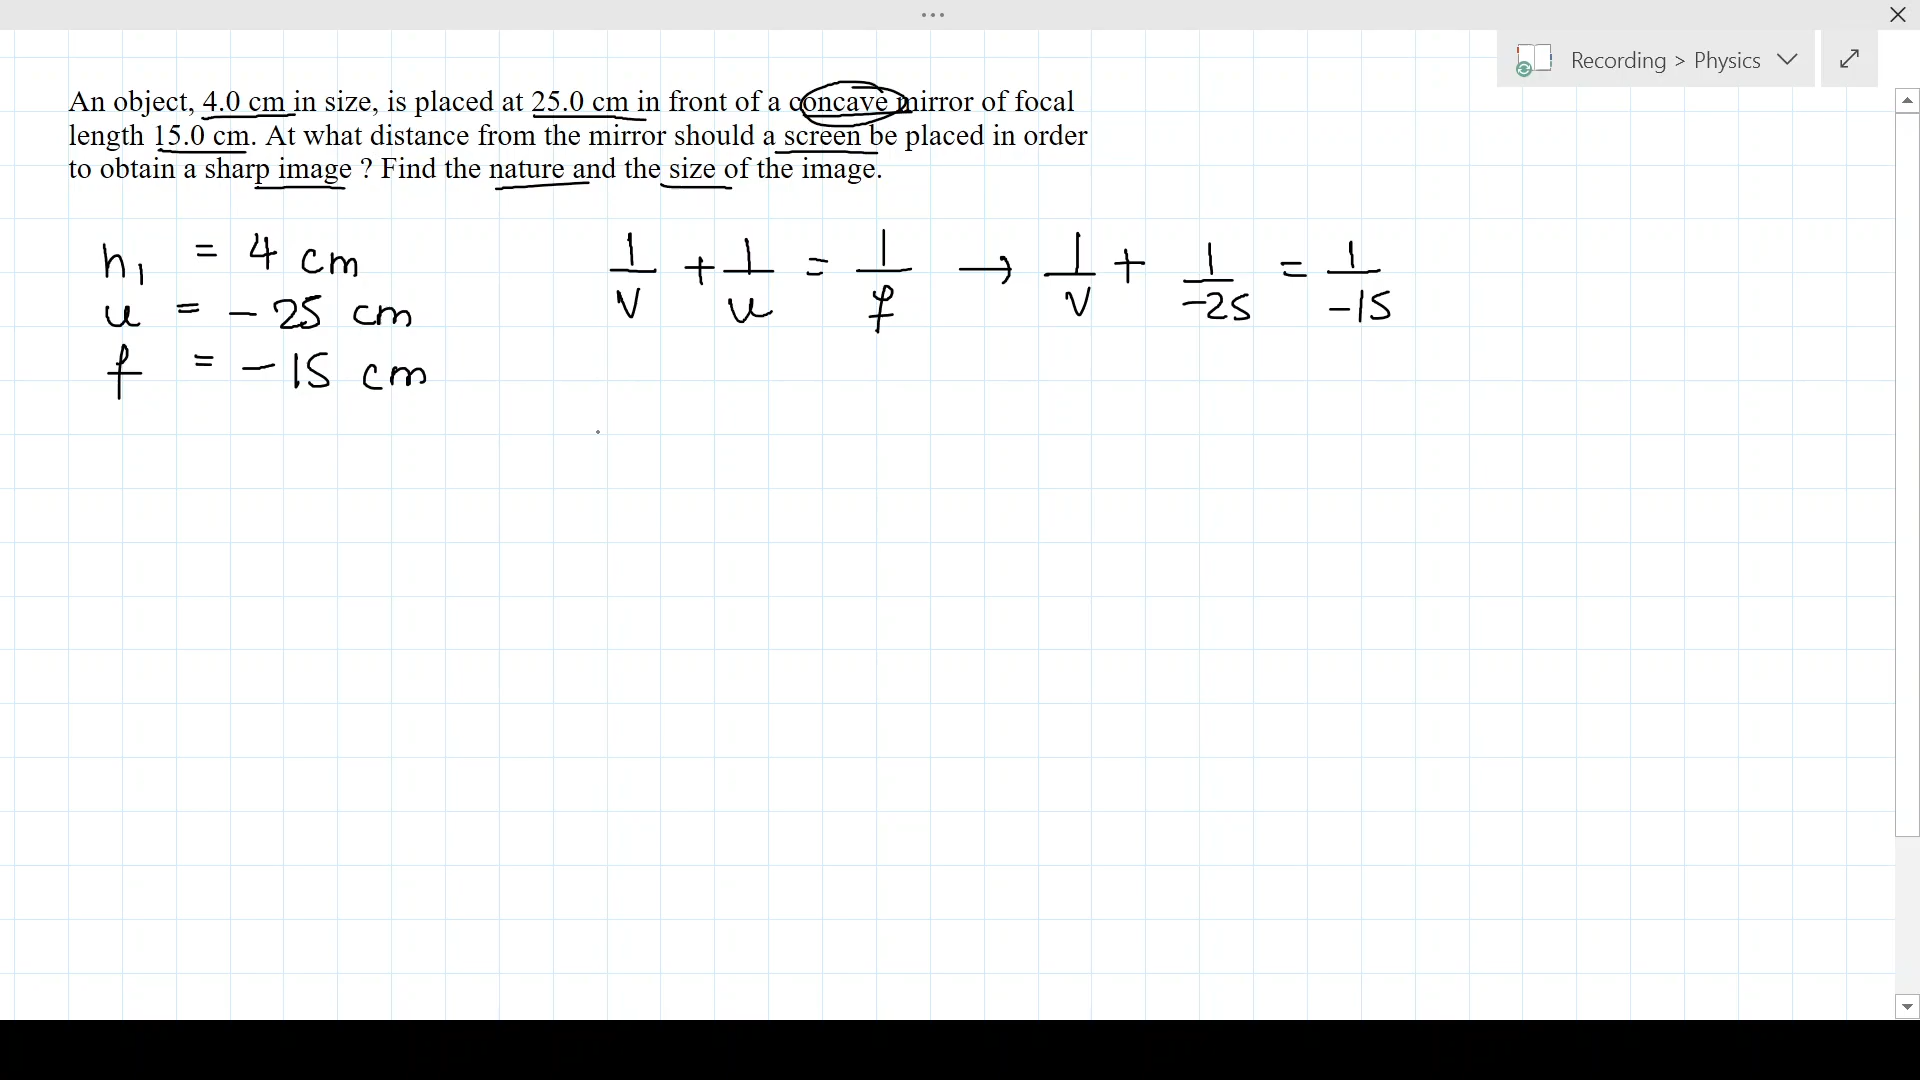 ...
Recording > Physics
An object, 4.0 cm in size, is placed at 25.0 cm in front of a concave mirror of focal
length 15.0 cm. At what distance from the mirror should a screen be placed in order
to obtain a sharp image ? Find the nature and the size of the image.
h₁ = 4 cm
u = - 25 cm
f = - 15 cm
1/v + 1/u = 1/f → 1/v + 1/-25 = 1/-15